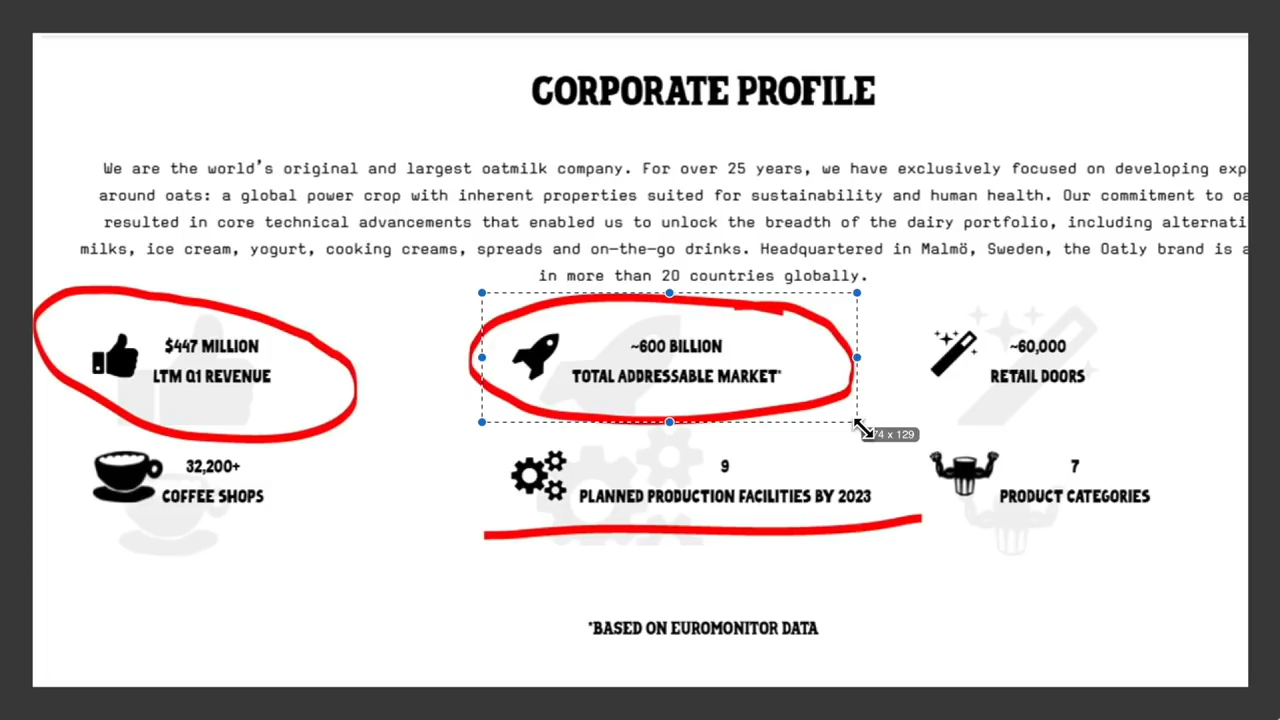 CORPORATE PROFILE
We are the world's original and largest oatmilk company. For over 25 years, we have exclusively focused on developing exp
around oats: a global power crop with inherent properties suited for sustainability and human health. Our commitment to oa
resulted in core technical advancements that enabled us to unlock the breadth of the dairy portfolio, including alternati
milks, ice cream, yogurt, cooking creams, spreads and on-the-go drinks. Headquartered in Malmö, Sweden, the Oatly brand is a
in more than 20 countries globally.
$447 MILLION
LTM Q1 REVENUE
~600 BILLION
TOTAL ADDRESSABLE MARKET*
~60,000
RETAIL DOORS
32,200+
COFFEE SHOPS
9
PLANNED PRODUCTION FACILITIES BY 2023
7
PRODUCT CATEGORIES
*BASED ON EUROMONITOR DATA